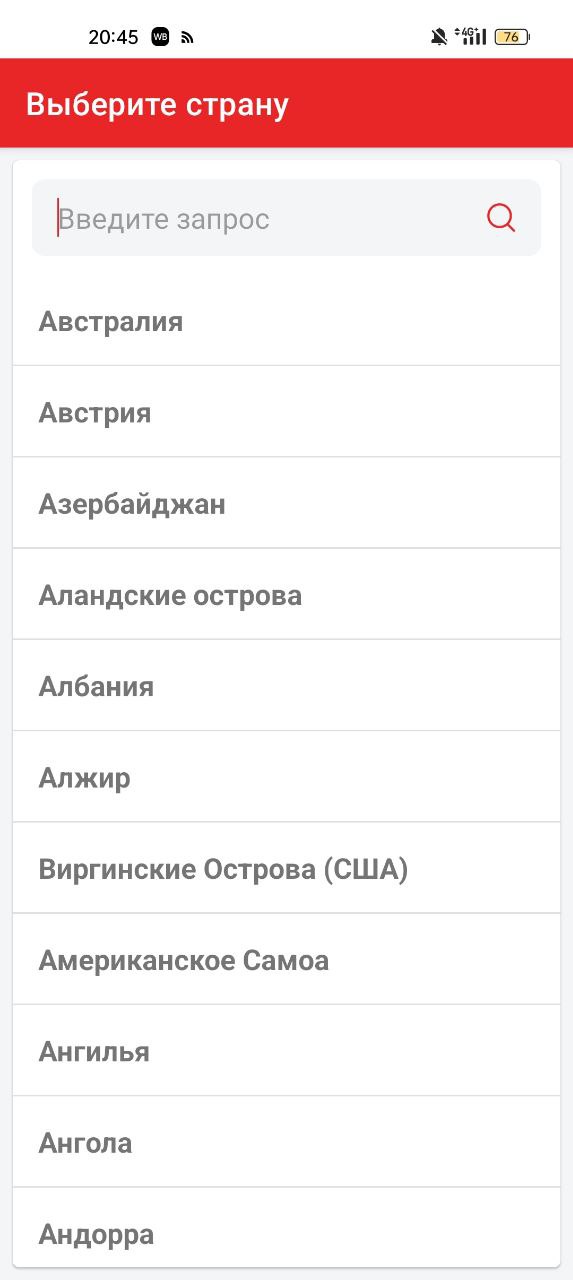 20:45 WB 4G+ 76
Выберите страну
Введите запрос
Австралия
Австрия
Азербайджан
Аландские острова
Албания
Алжир
Виргинские Острова (США)
Американское Самоа
Ангилья
Ангола
Андорра